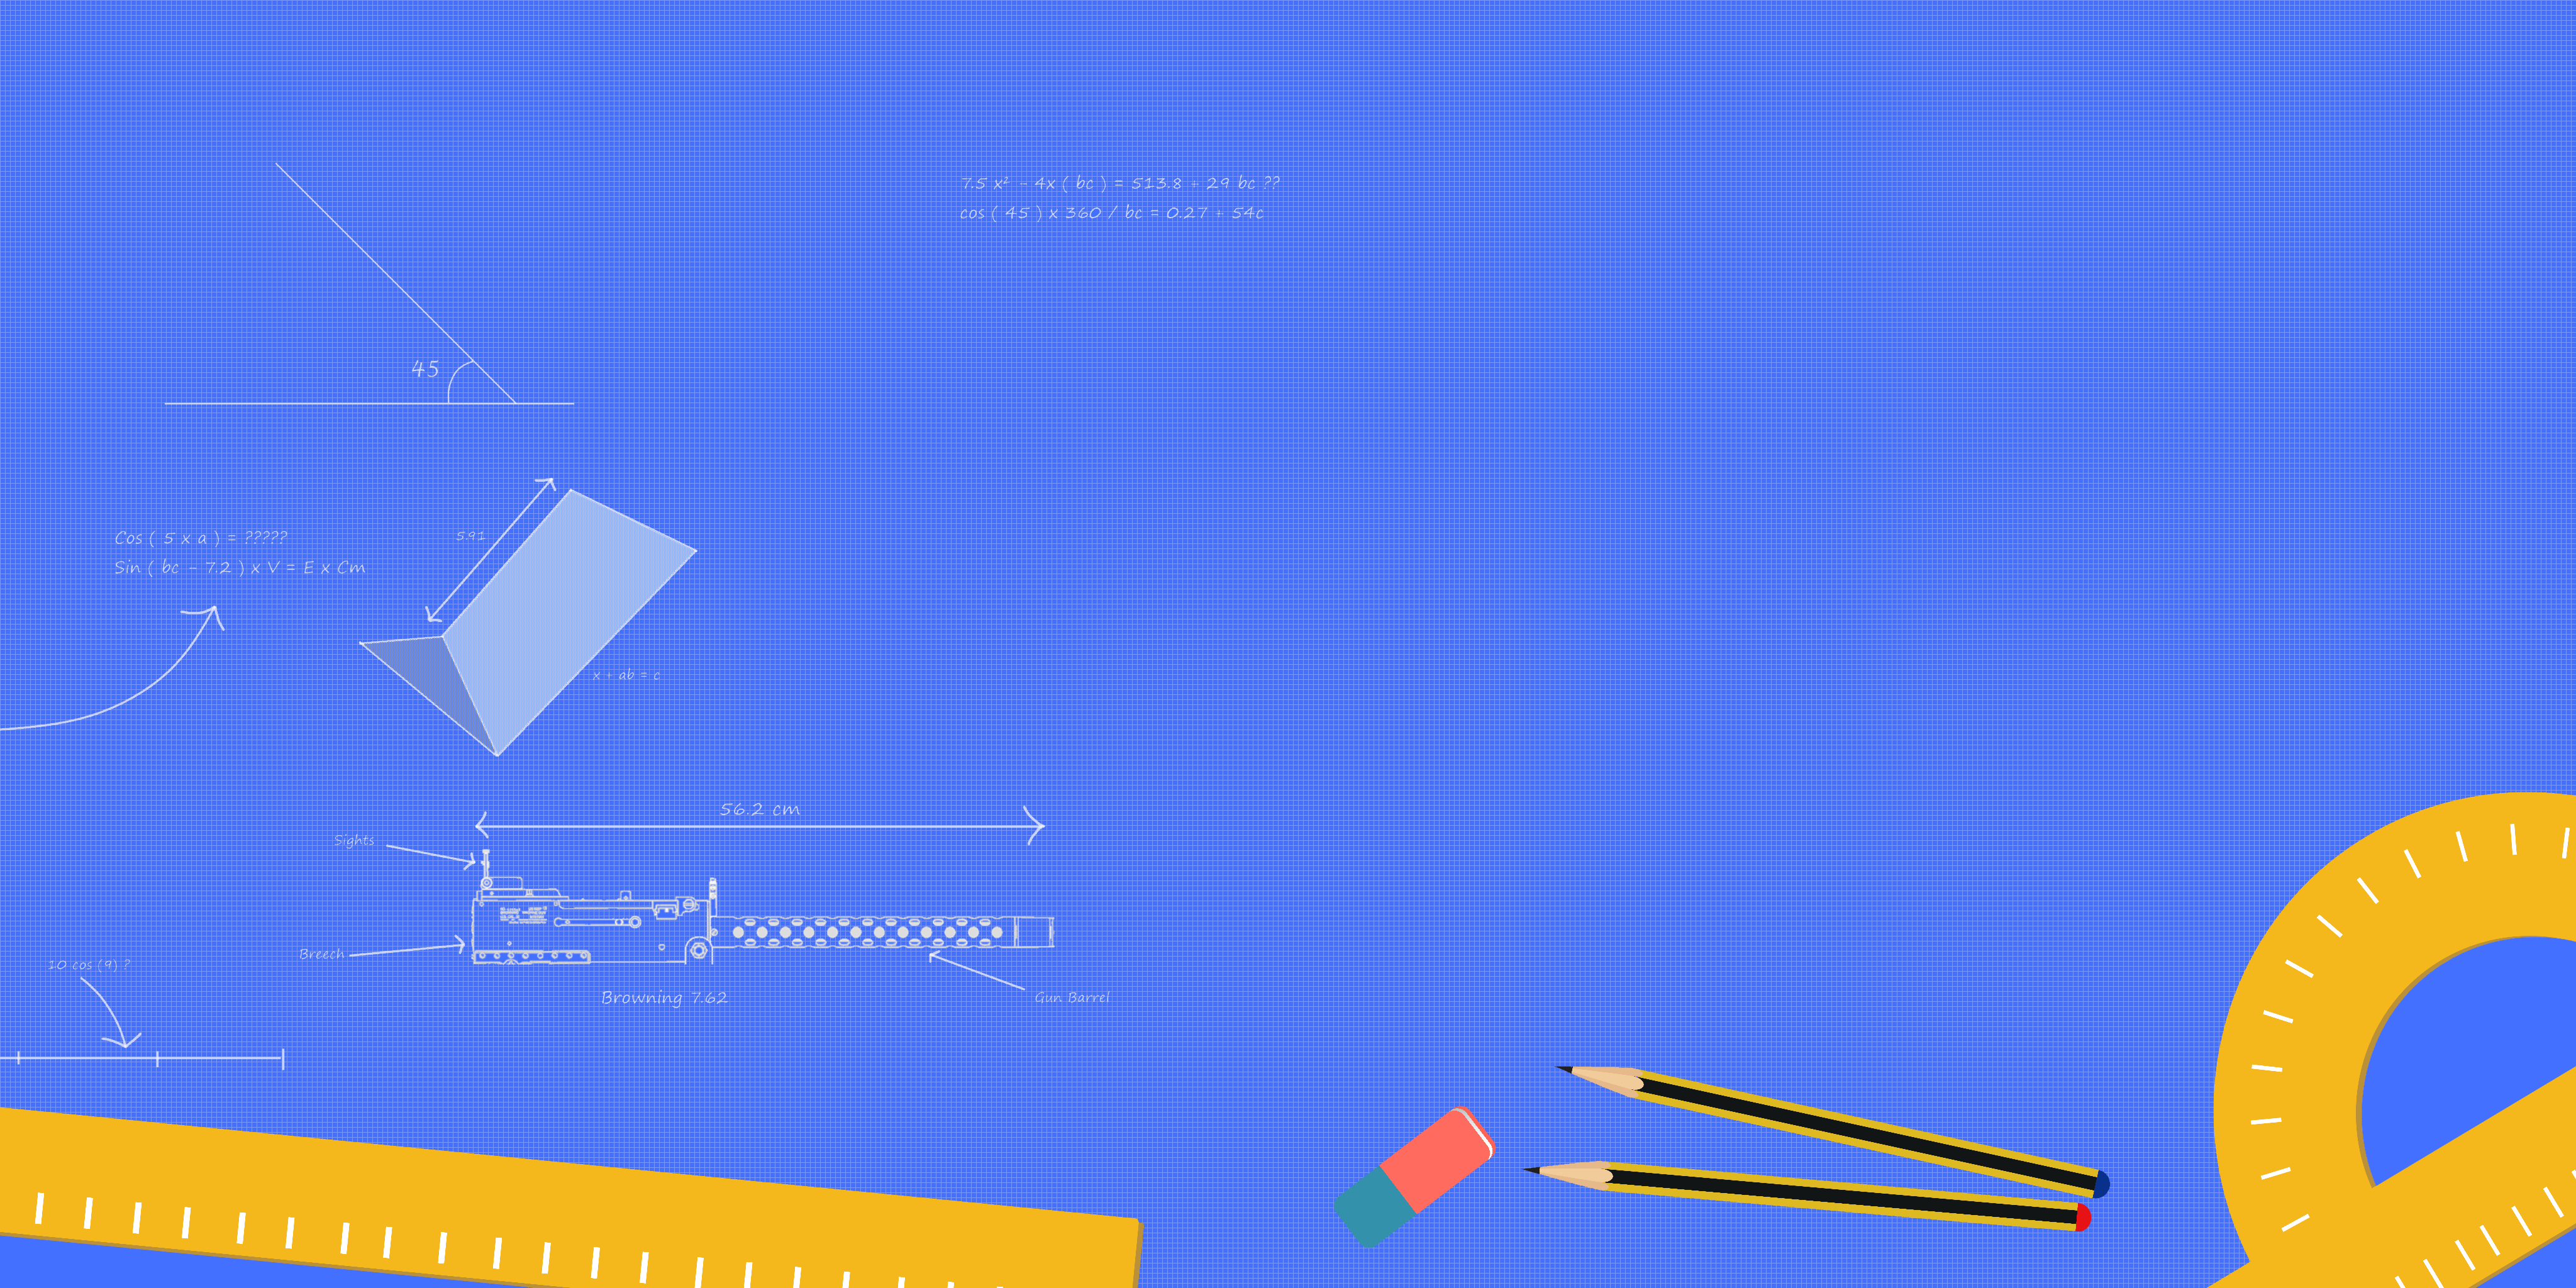 7.5 x² - 4x ( bc ) = 513.8 + 29 bc ??
cos ( 45 ) x 360 / bc = 0.27 + 54c
45
5.91
Cos ( 5 x a ) = ?????
Sin ( bc - 7.2 ) x V = E x Cm
x + ab = c
56.2 cm
Sights
Breech
10 cos (9) ?
Browning 7.62
Gun Barrel